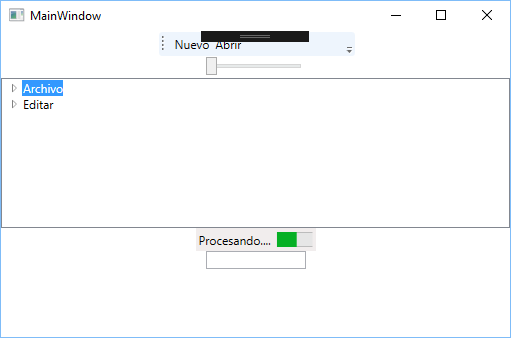 MainWindow
Nuevo Abrir
Archivo
Editar
Procesando....